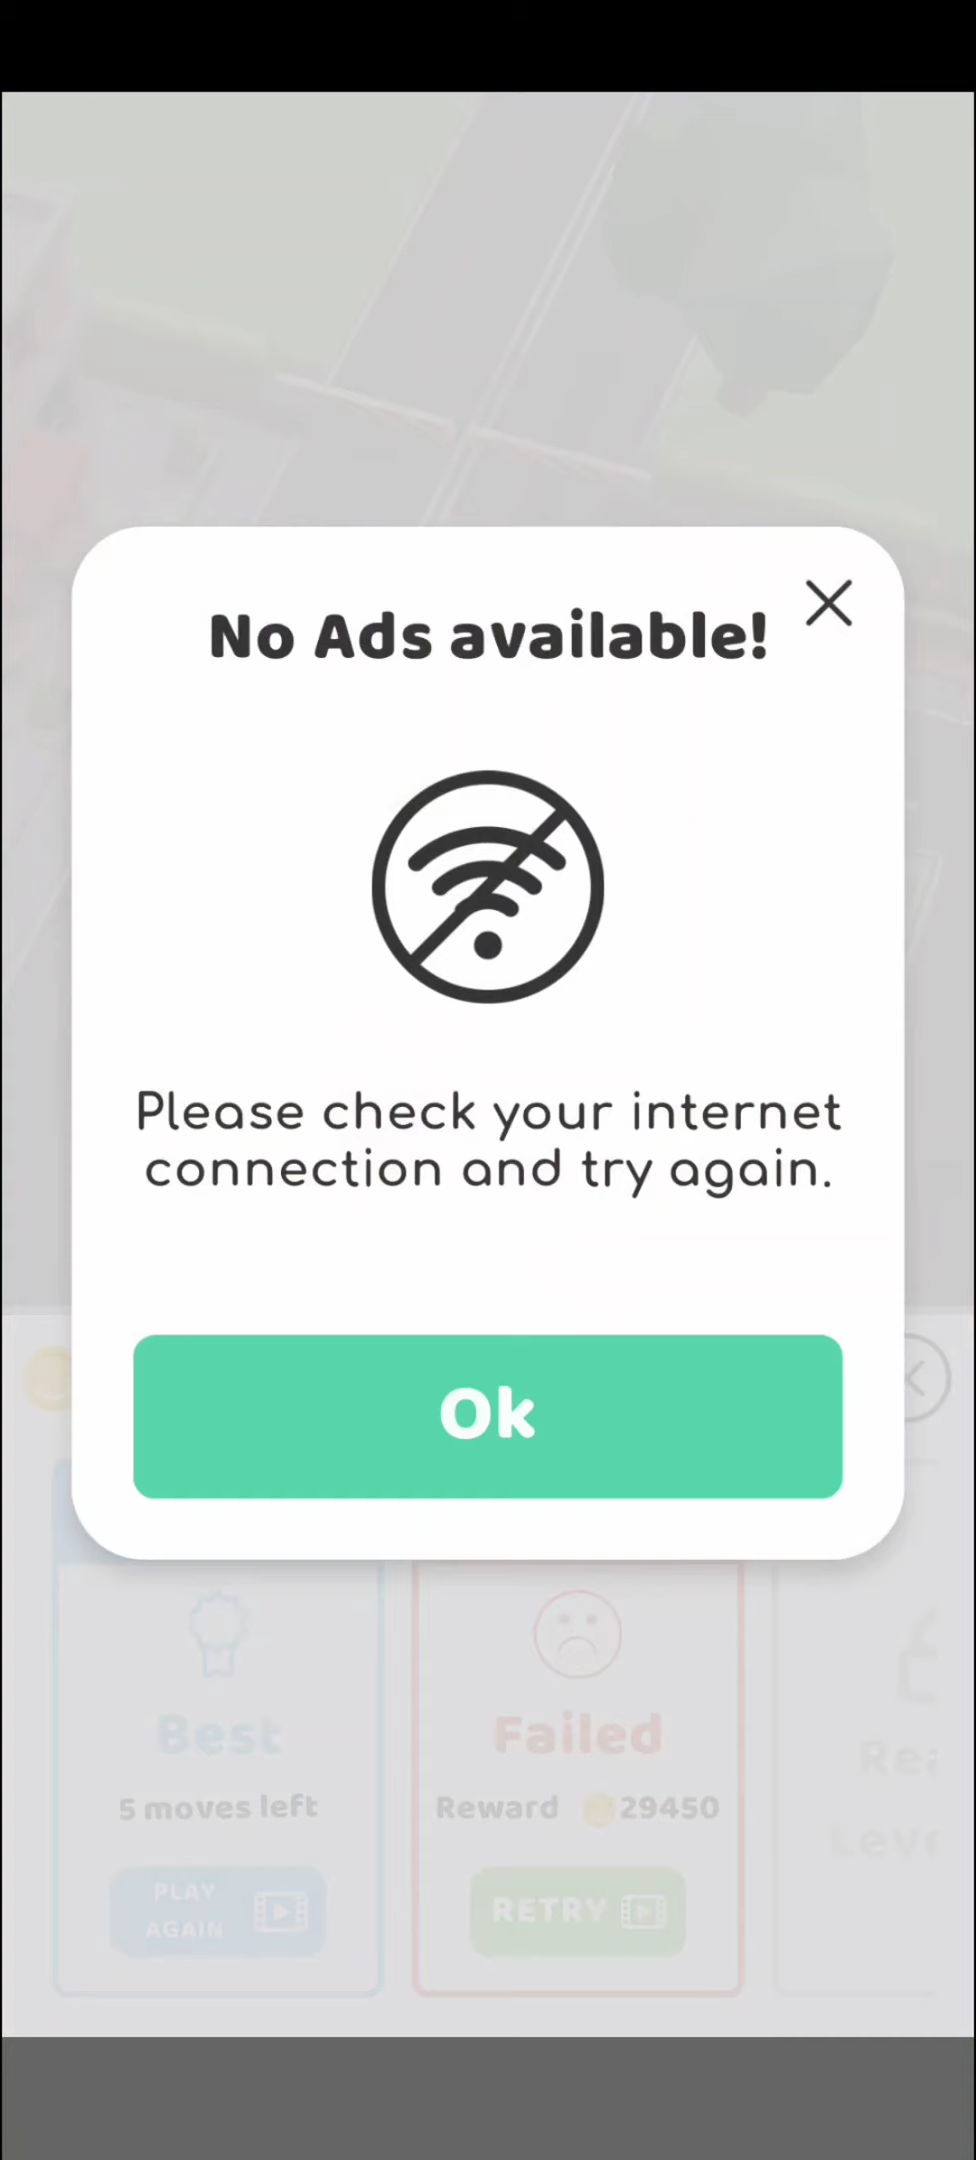 No Ads available!
Please check your internet
connection and try again.
Ok
Best
5 moves left
PLAY
AGAIN
Failed
Reward 29450
RETRY